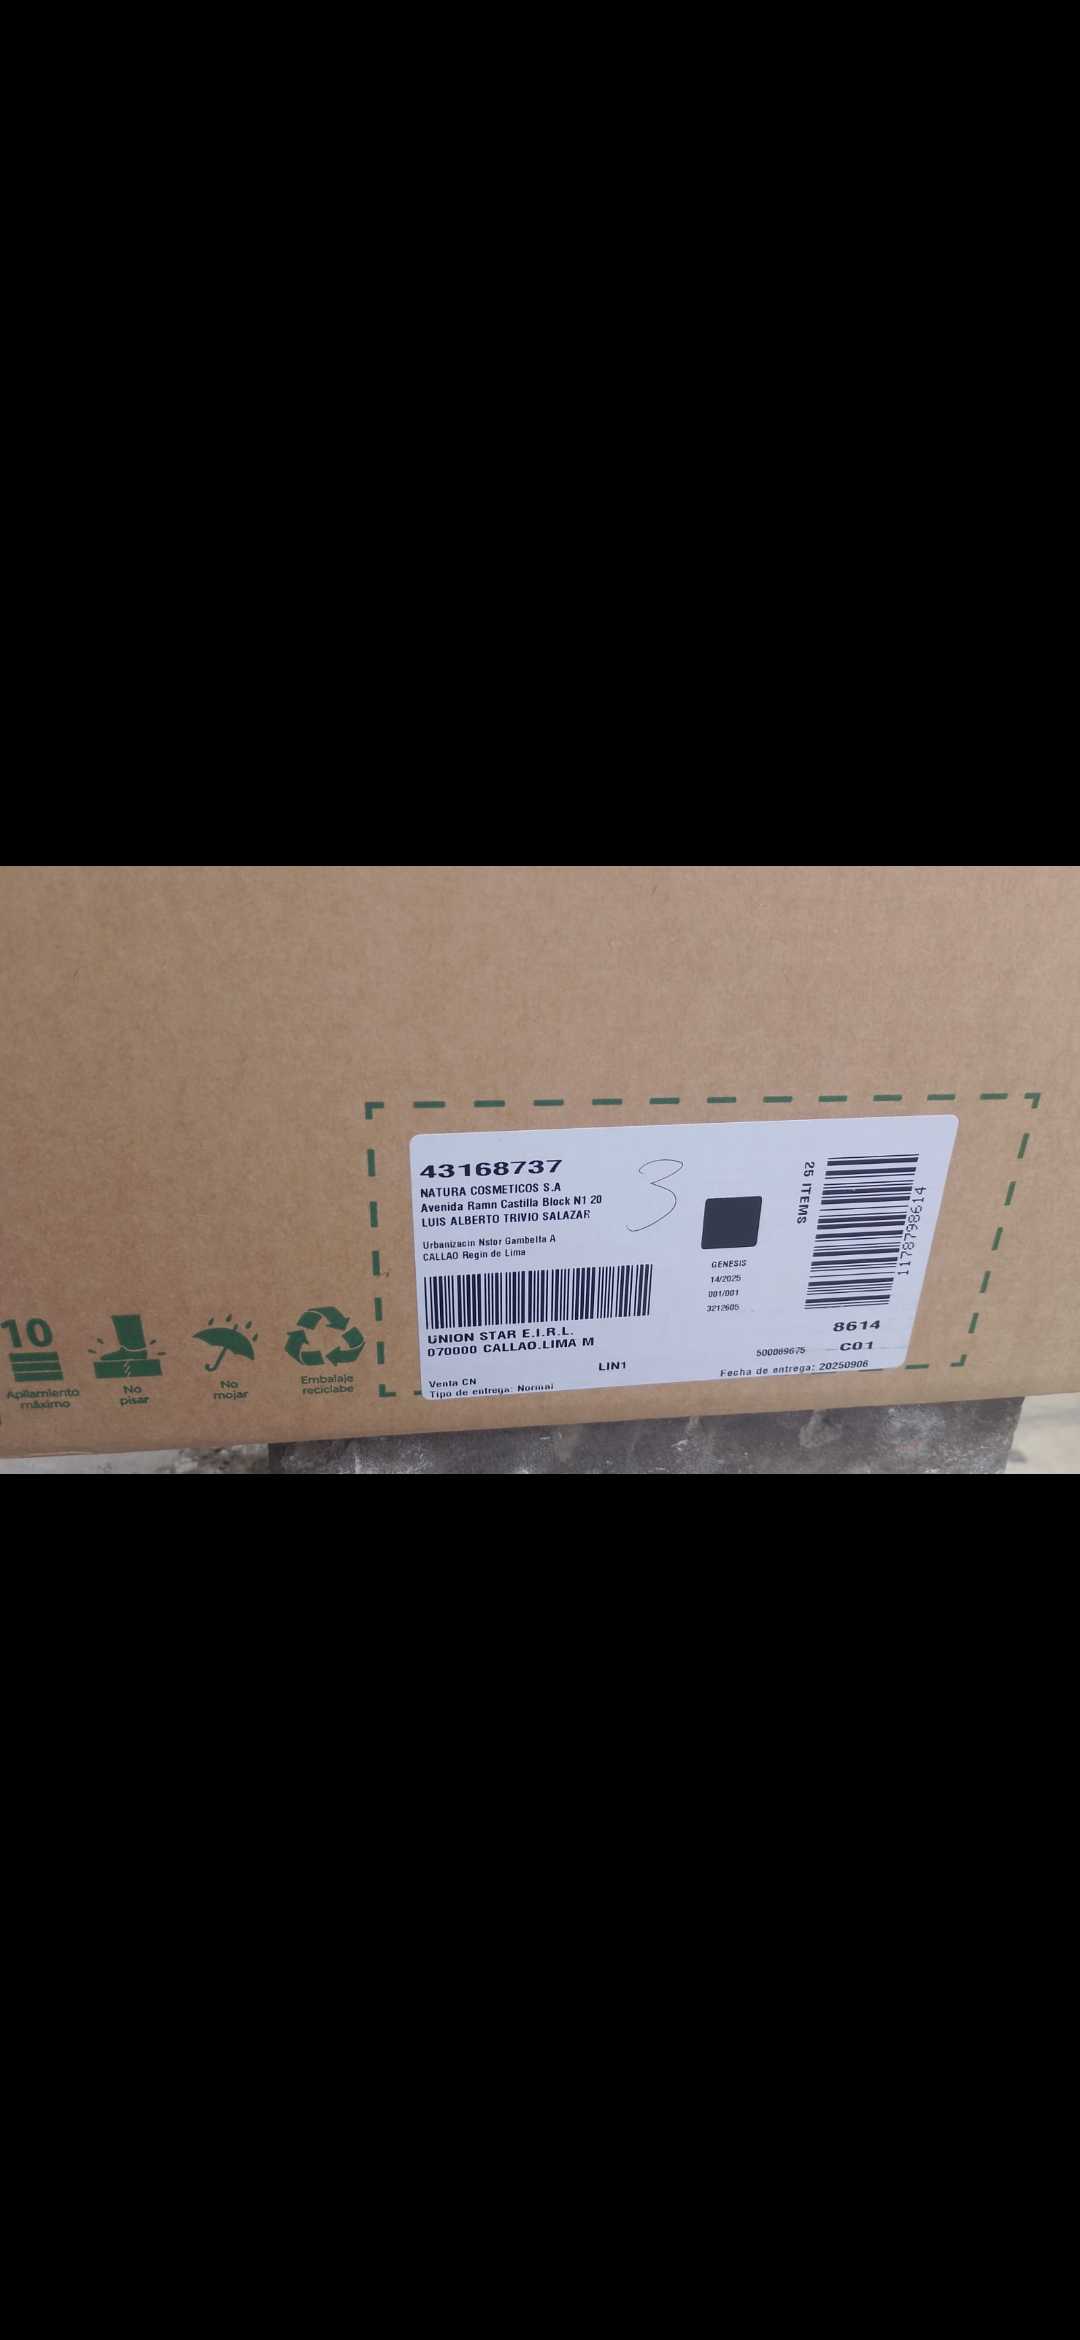 43168737
NATURA COSMETICOS S.A
Avenida Ramn Castilla Block N1 20
LUIS ALBERTO TRIVIO SALAZAR
Urbanizacin Nstor Gambetta A
CALLAO Regin de Lima
3
UNION STAR E.I.R.L.
070000 CALLAO.LIMA M
LIN1
Venta CN
Tipo de entrega: Normal
GENESIS
14/2025
001/001
3212605
25 ITEMS
1178798614
8614
500089675
C01
Fecha de entrega: 20250906
10
Apilamiento
máximo
No
pisar
No
mojar
Embalaje
reciclabe